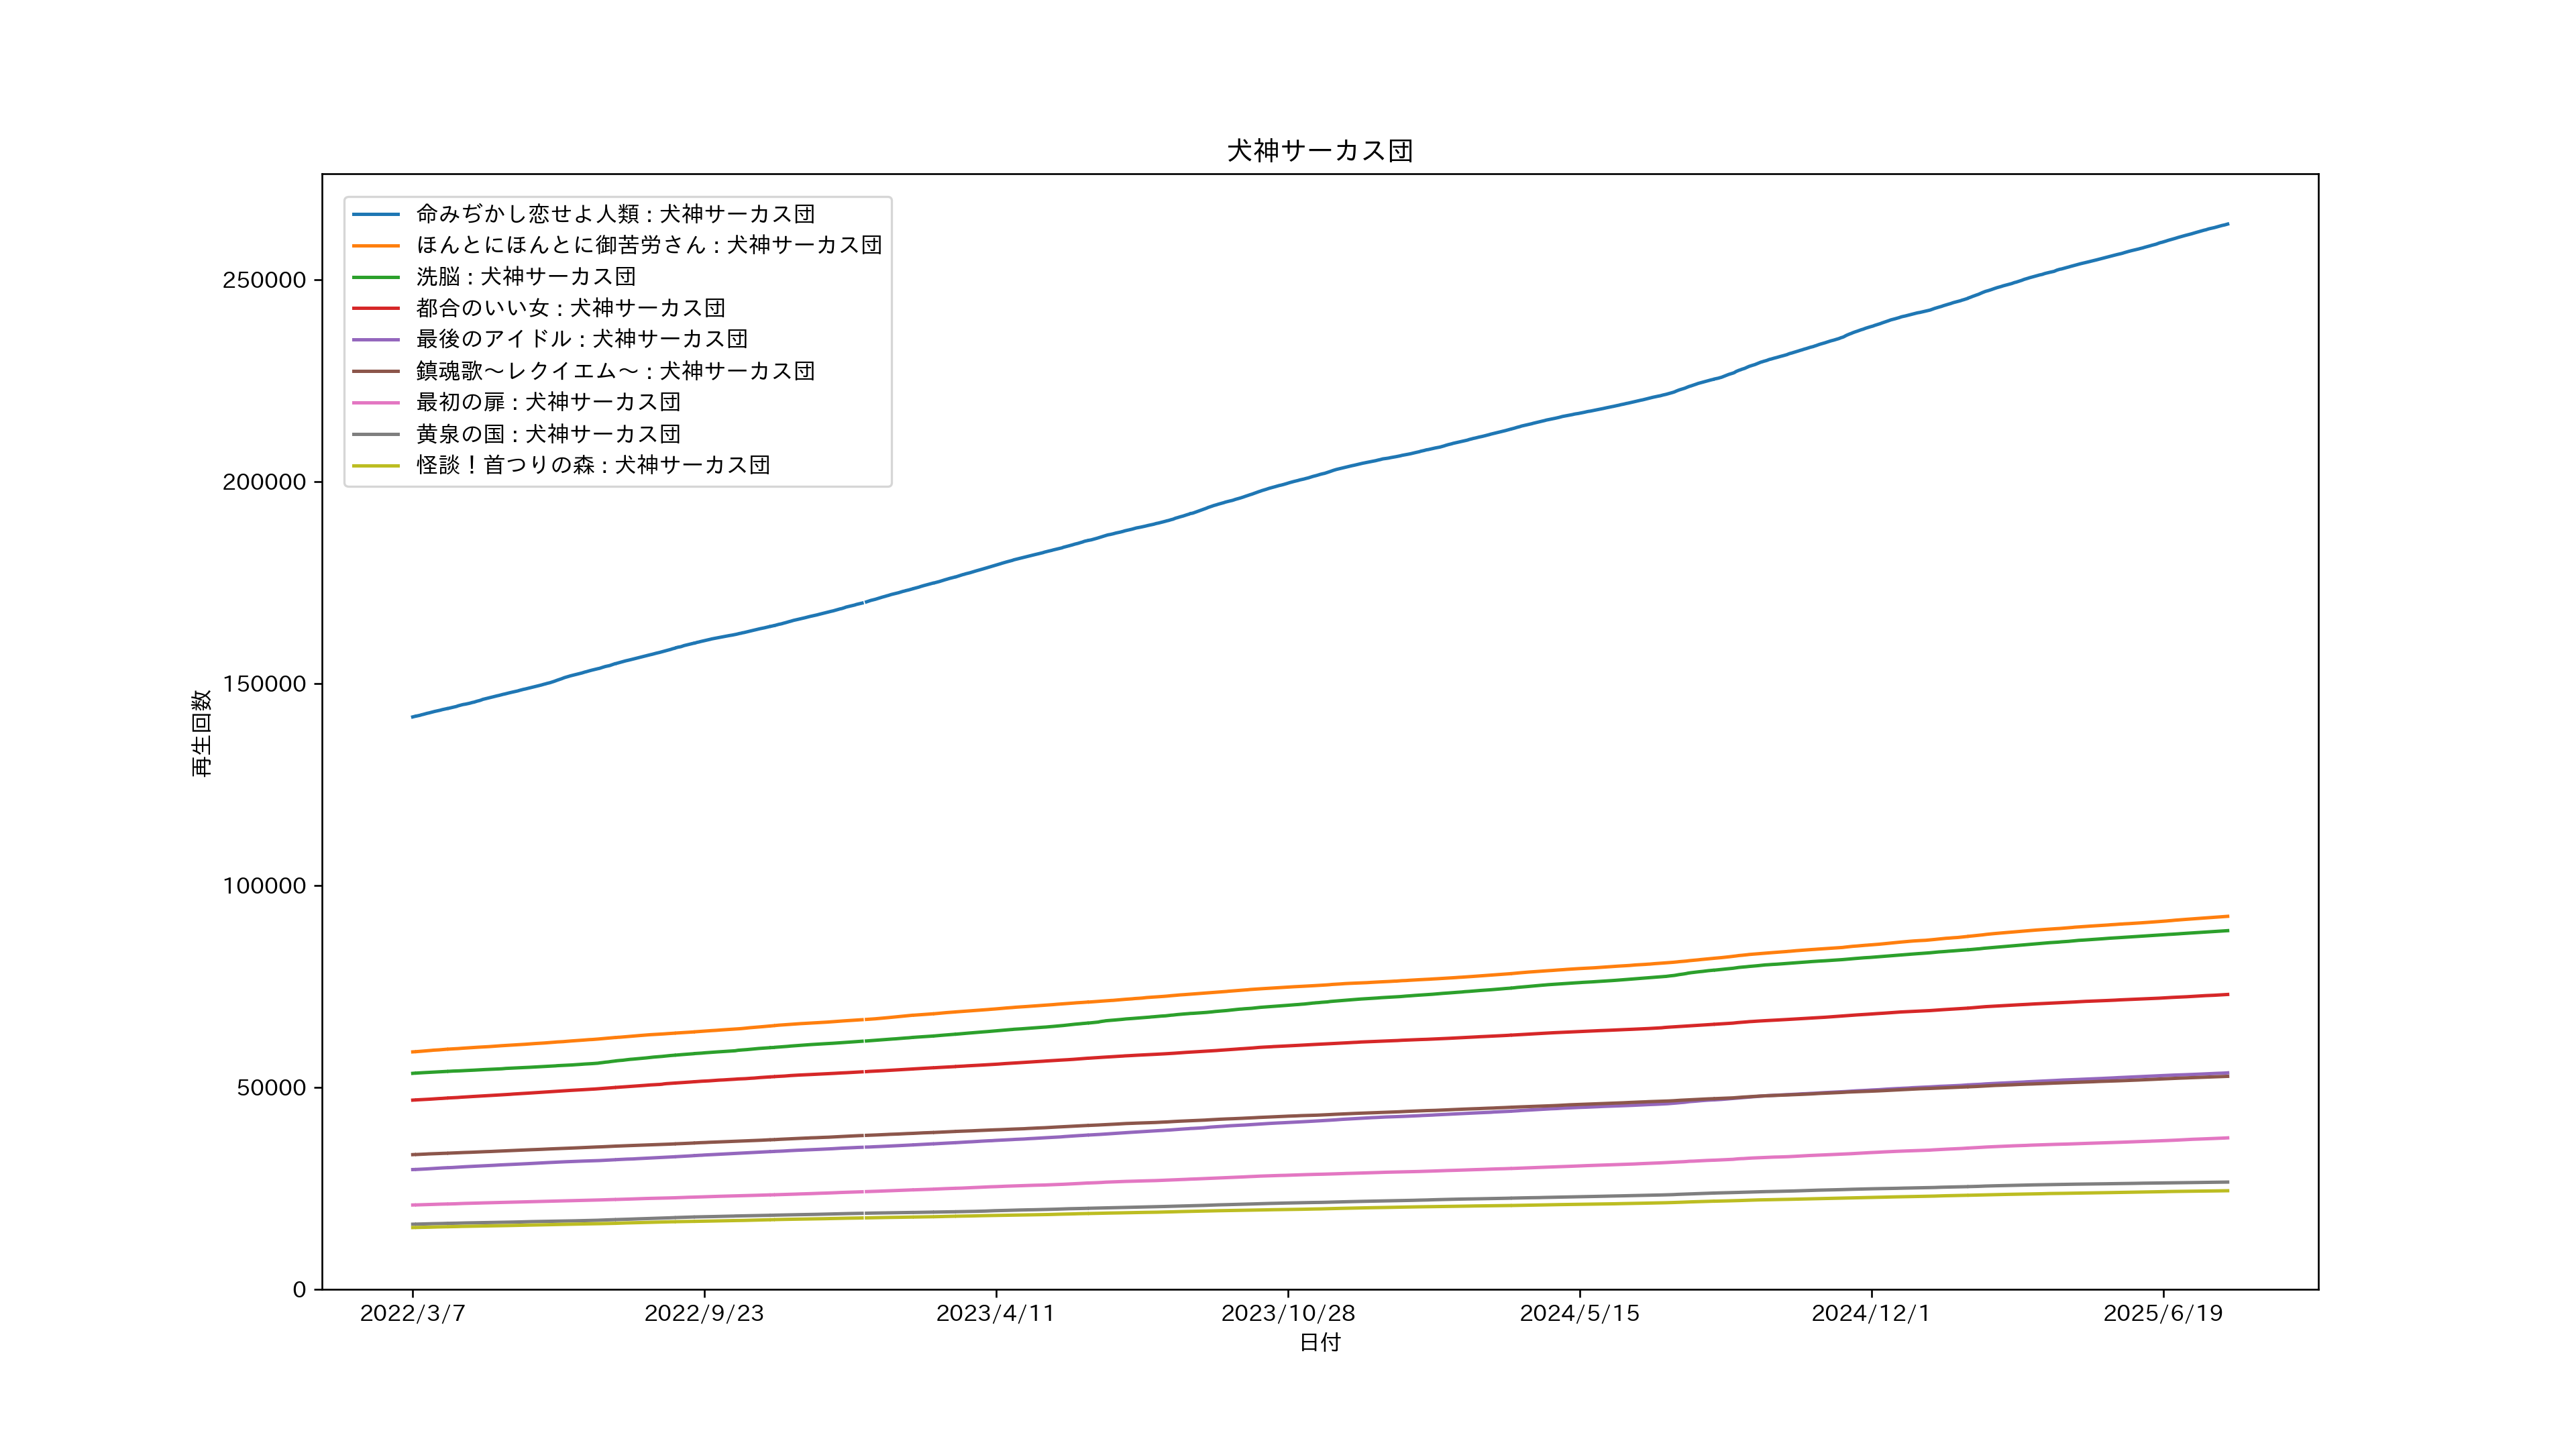 犬神サーカス団
命みぢかし恋せよ人類 : 犬神サーカス団
ほんとにほんとに御苦労さん : 犬神サーカス団
洗脳 : 犬神サーカス団
都合のいい女 : 犬神サーカス団
最後のアイドル : 犬神サーカス団
鎮魂歌〜レクイエム〜 : 犬神サーカス団
最初の扉 : 犬神サーカス団
黄泉の国 : 犬神サーカス団
怪談！首つりの森 : 犬神サーカス団
再生回数
250000
200000
150000
100000
50000
0
2022/3/7
2022/9/23
2023/4/11
2023/10/28
2024/5/15
2024/12/1
2025/6/19
日付